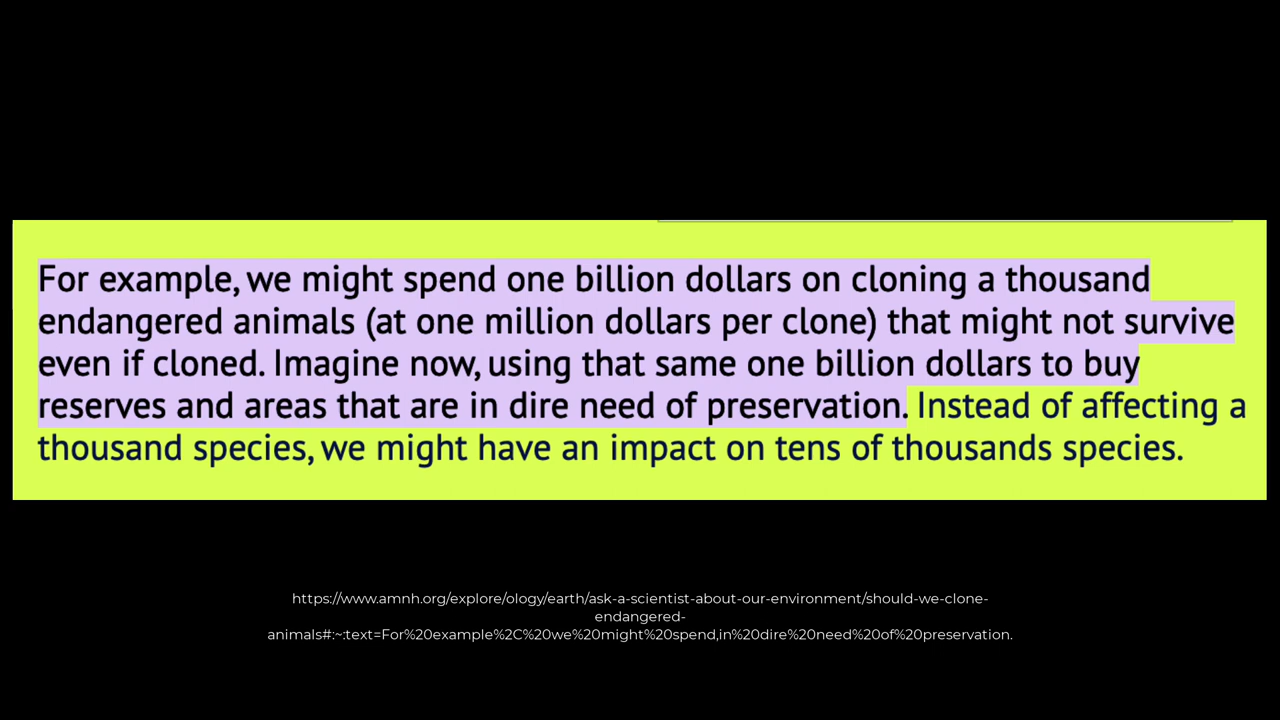 For example, we might spend one billion dollars on cloning a thousand
endangered animals (at one million dollars per clone) that might not survive
even if cloned. Imagine now, using that same one billion dollars to buy
reserves and areas that are in dire need of preservation. Instead of affecting a
thousand species, we might have an impact on tens of thousands species.
https://www.amnh.org/explore/ology/earth/ask-a-scientist-about-our-environment/should-we-clone-
endangered-
animals#:~:text=For%20example%2C%20we%20might%20spend,in%20dire%20need%20of%20preservation.